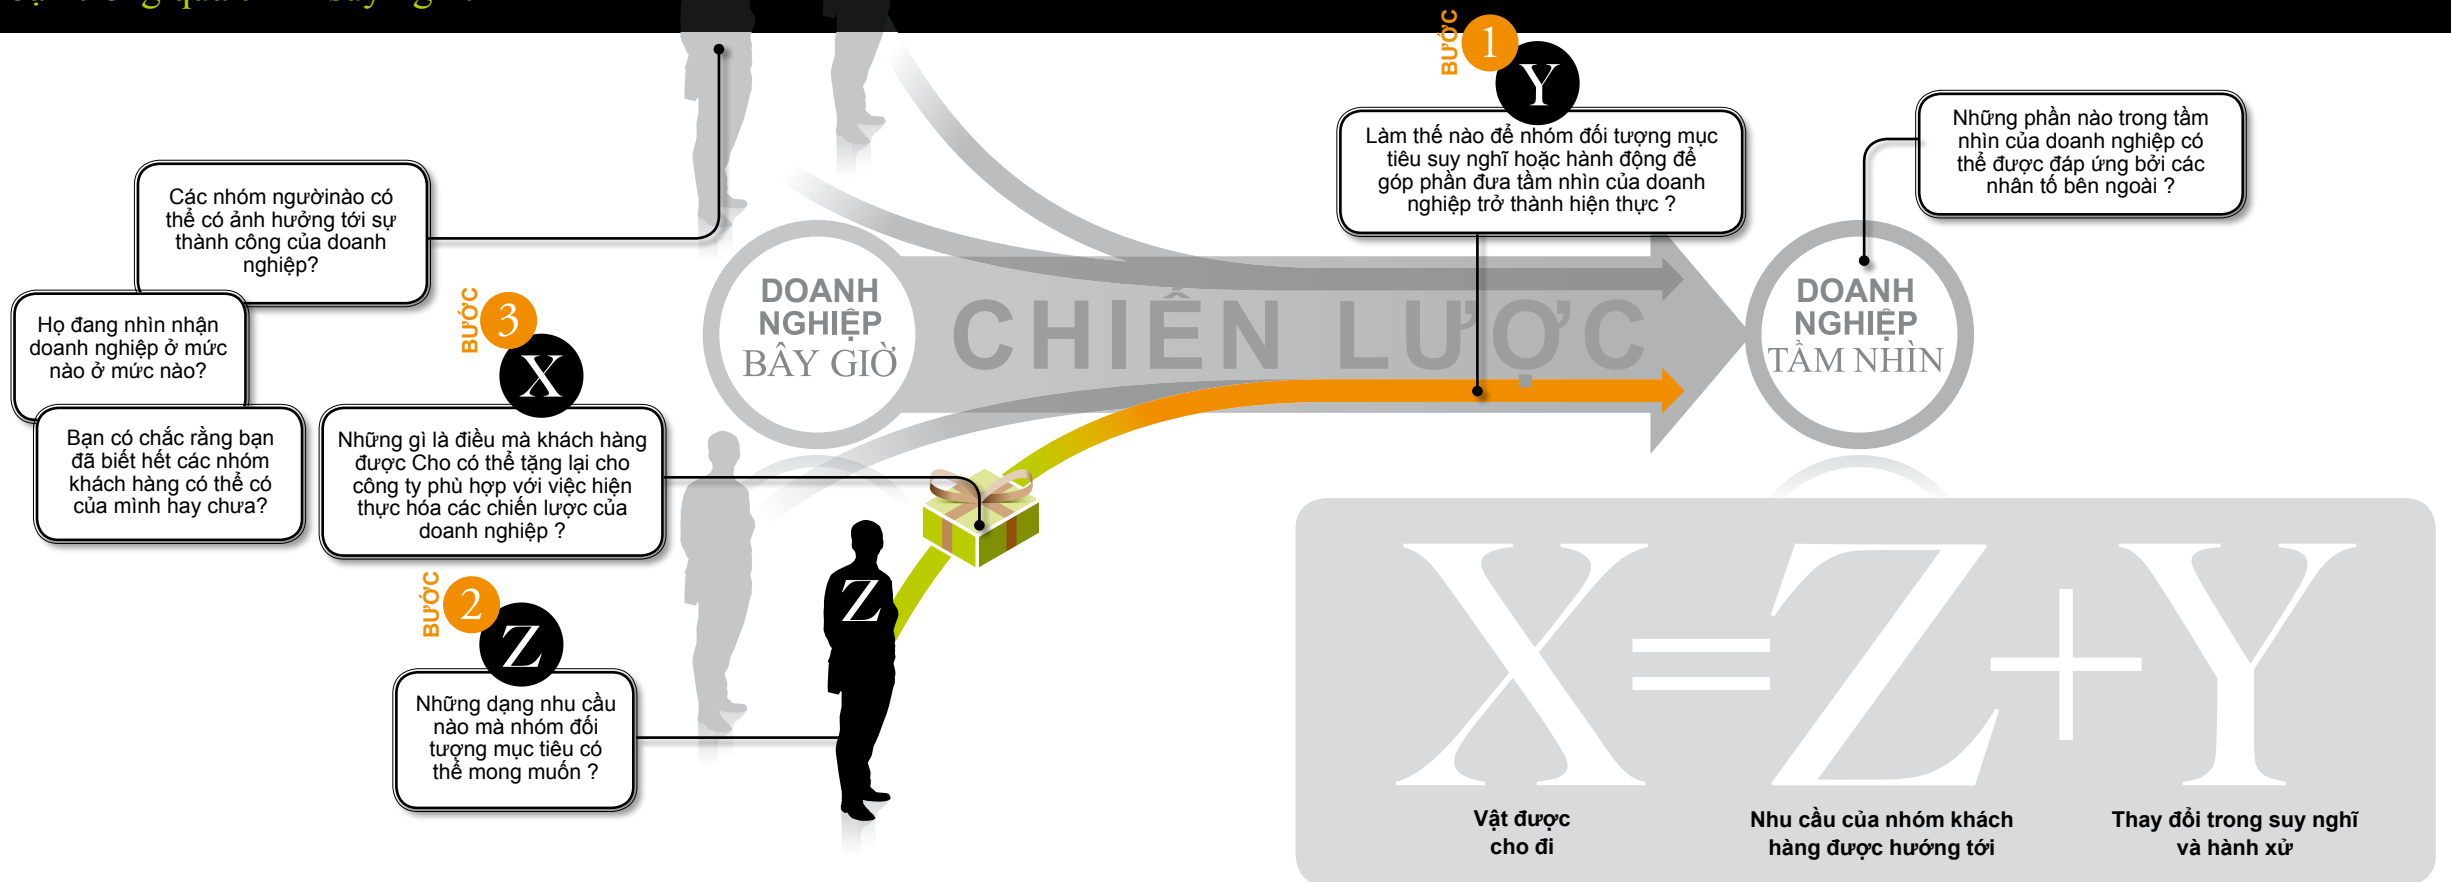 BƯỚC
1
Y
Làm thế nào để nhóm đối tượng mục
tiêu suy nghĩ hoặc hành động để
góp phần đưa tầm nhìn của doanh
nghiệp trở thành hiện thực ?
Những phần nào trong tầm
nhìn của doanh nghiệp có
thể được đáp ứng bởi các
nhân tố bên ngoài ?
Các nhóm ngườinào có
thể có ảnh hưởng tới sự
thành công của doanh
nghiệp?
Họ đang nhìn nhận
doanh nghiệp ở mức
nào ở mức nào?
Bạn có chắc rằng bạn
đã biết hết các nhóm
khách hàng có thể có
của mình hay chưa?
BƯỚC
3
X
Những gì là điều mà khách hàng
được Cho có thể tặng lại cho
công ty phù hợp với việc hiện
thực hóa các chiến lược của
doanh nghiệp ?
DOANH
NGHIỆP
BÂY GIỜ
CHIẾN LƯỢC
DOANH
NGHIỆP
TẦM NHÌN
BƯỚC
2
Z
Những dạng nhu cầu
nào mà nhóm đối
tượng mục tiêu có
thể mong muốn ?
Z
X=Z+Y
Vật được
cho đi
Nhu cầu của nhóm khách
hàng được hướng tới
Thay đổi trong suy nghĩ
và hành xử